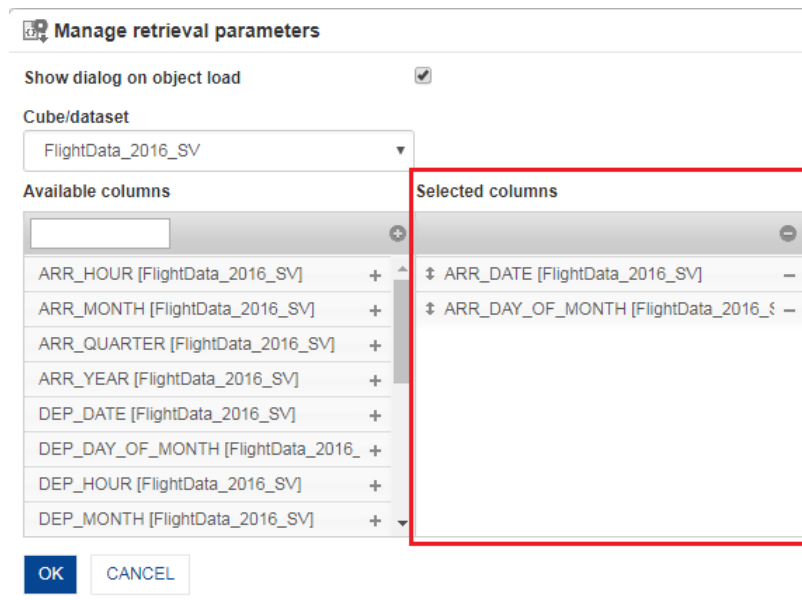 Manage retrieval parameters
Show dialog on object load
Cube/dataset
FlightData_2016_SV
Available columns
Selected columns
ARR_HOUR [FlightData_2016_SV]
ARR_MONTH [FlightData_2016_SV]
ARR_QUARTER [FlightData_2016_SV]
ARR_YEAR [FlightData_2016_SV]
DEP_DATE [FlightData_2016_SV]
DEP_DAY_OF_MONTH [FlightData_2016_
DEP_HOUR [FlightData_2016_SV]
DEP_MONTH [FlightData_2016_SV]
ARR_DATE [FlightData_2016_SV]
ARR_DAY_OF_MONTH [FlightData_2016_S
OK
CANCEL